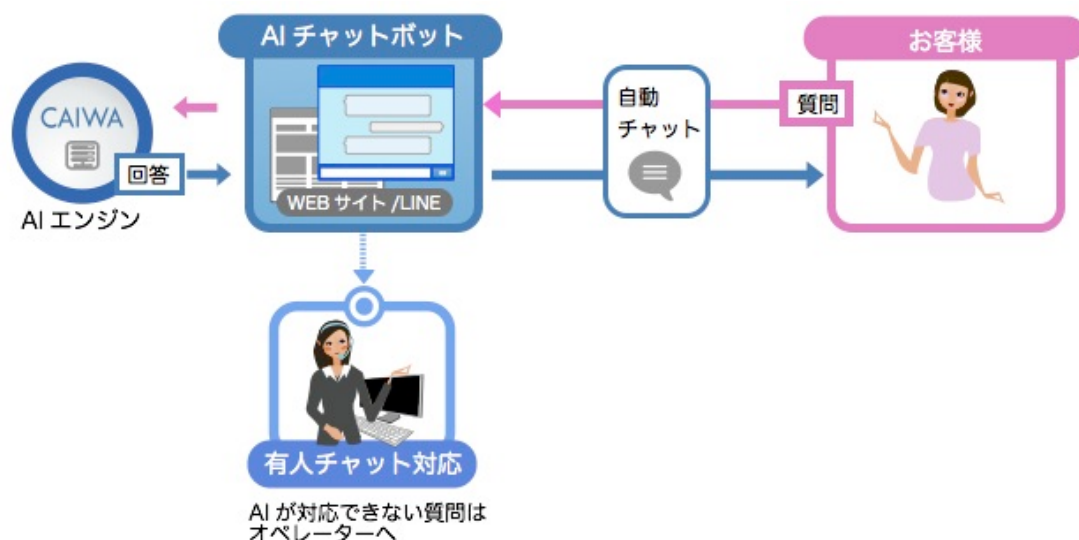 AI チャットボット
お客様
CAIWA
回答
AI エンジン
WEB サイト /LINE
自動
チャット
質問
有人チャット対応
AI が対応できない質問は
オペレーターへ